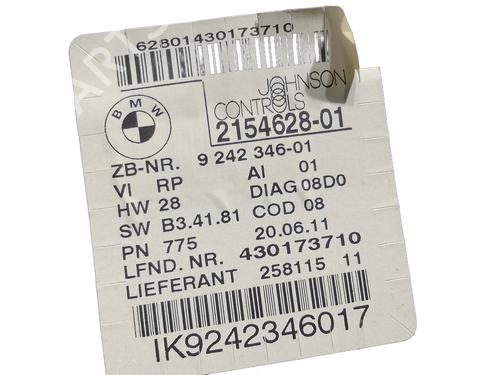 62801430173710
BMW
JOHNSON
CONTROLS
2154628-01
ZB-NR. 9 242 346-01
VI RP AI 01
HW 28 DIAG 08D0
SW B3.41.81 COD 08
PN 775 20.06.11
LFND. NR. 430173710
LIEFERANT 258115 11
IK9242346017